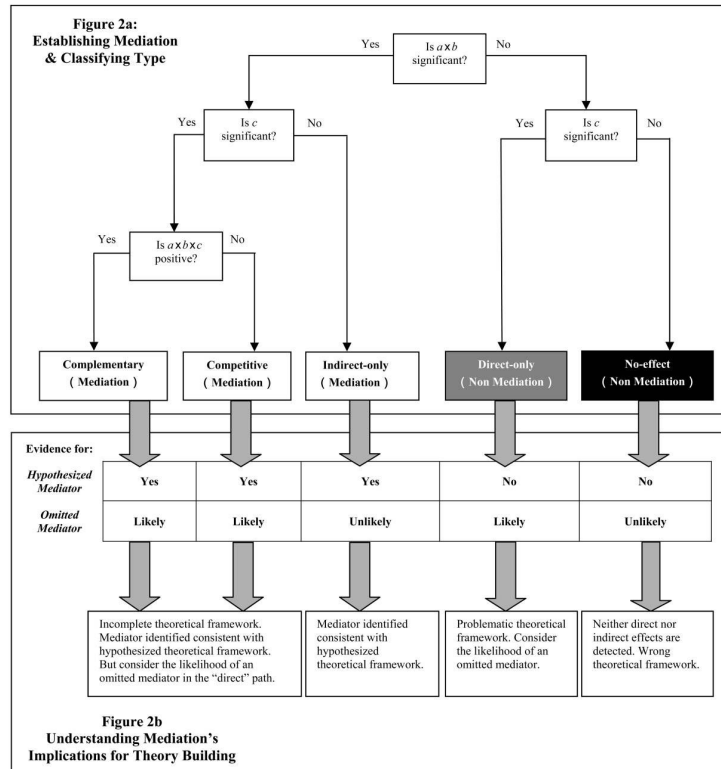 Figure 2a:
Establishing Mediation
& Classifying Type
Yes
Is a x b
significant?
No
Yes
Is c
significant?
No
Yes
Is c
significant?
No
Yes
Is a x b x c
positive?
No
Complementary
( Mediation )
Competitive
( Mediation )
Indirect-only
( Mediation )
Direct-only
( Non Mediation )
No-effect
( Non Mediation )
Evidence for:
Hypothesized
Mediator
Yes
Yes
Yes
No
No
Omitted
Mediator
Likely
Likely
Unlikely
Likely
Unlikely
Incomplete theoretical framework.
Mediator identified consistent with
hypothesized theoretical framework.
But consider the likelihood of an
omitted mediator in the “direct” path.
Mediator identified
consistent with
hypothesized
theoretical framework.
Problematic theoretical
framework. Consider
the likelihood of an
omitted mediator.
Neither direct nor
indirect effects are
detected. Wrong
theoretical framework.
Figure 2b
Understanding Mediation’s
Implications for Theory Building